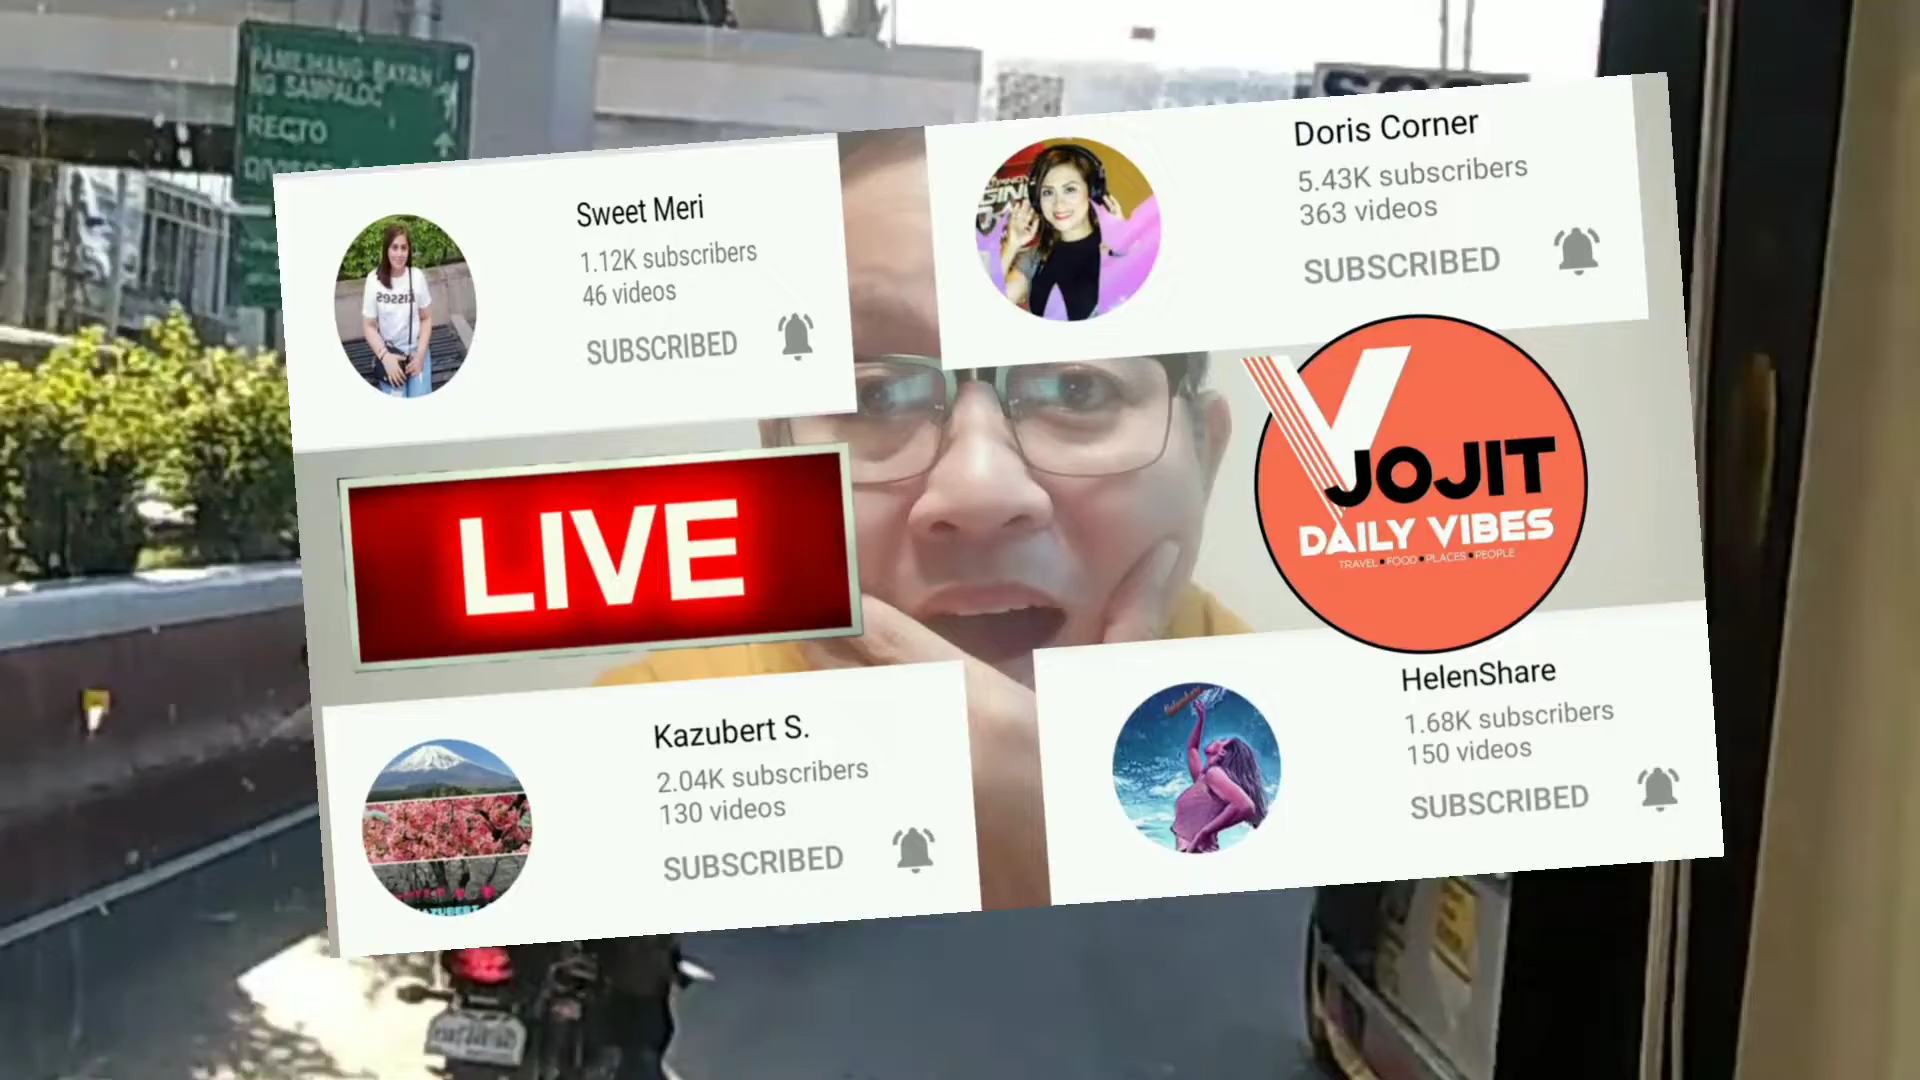 PAMILIHANG BAYAN
NG SAMPALOC
RECTO
Sweet Meri
1.12K subscribers
46 videos
SUBSCRIBED
Doris Corner
5.43K subscribers
363 videos
SUBSCRIBED
LIVE
V
JOJIT
DAILY VIBES
TRAVEL•FOOD•PLACES•PEOPLE
Kazubert S.
2.04K subscribers
130 videos
SUBSCRIBED
HelenShare
1.68K subscribers
150 videos
SUBSCRIBED